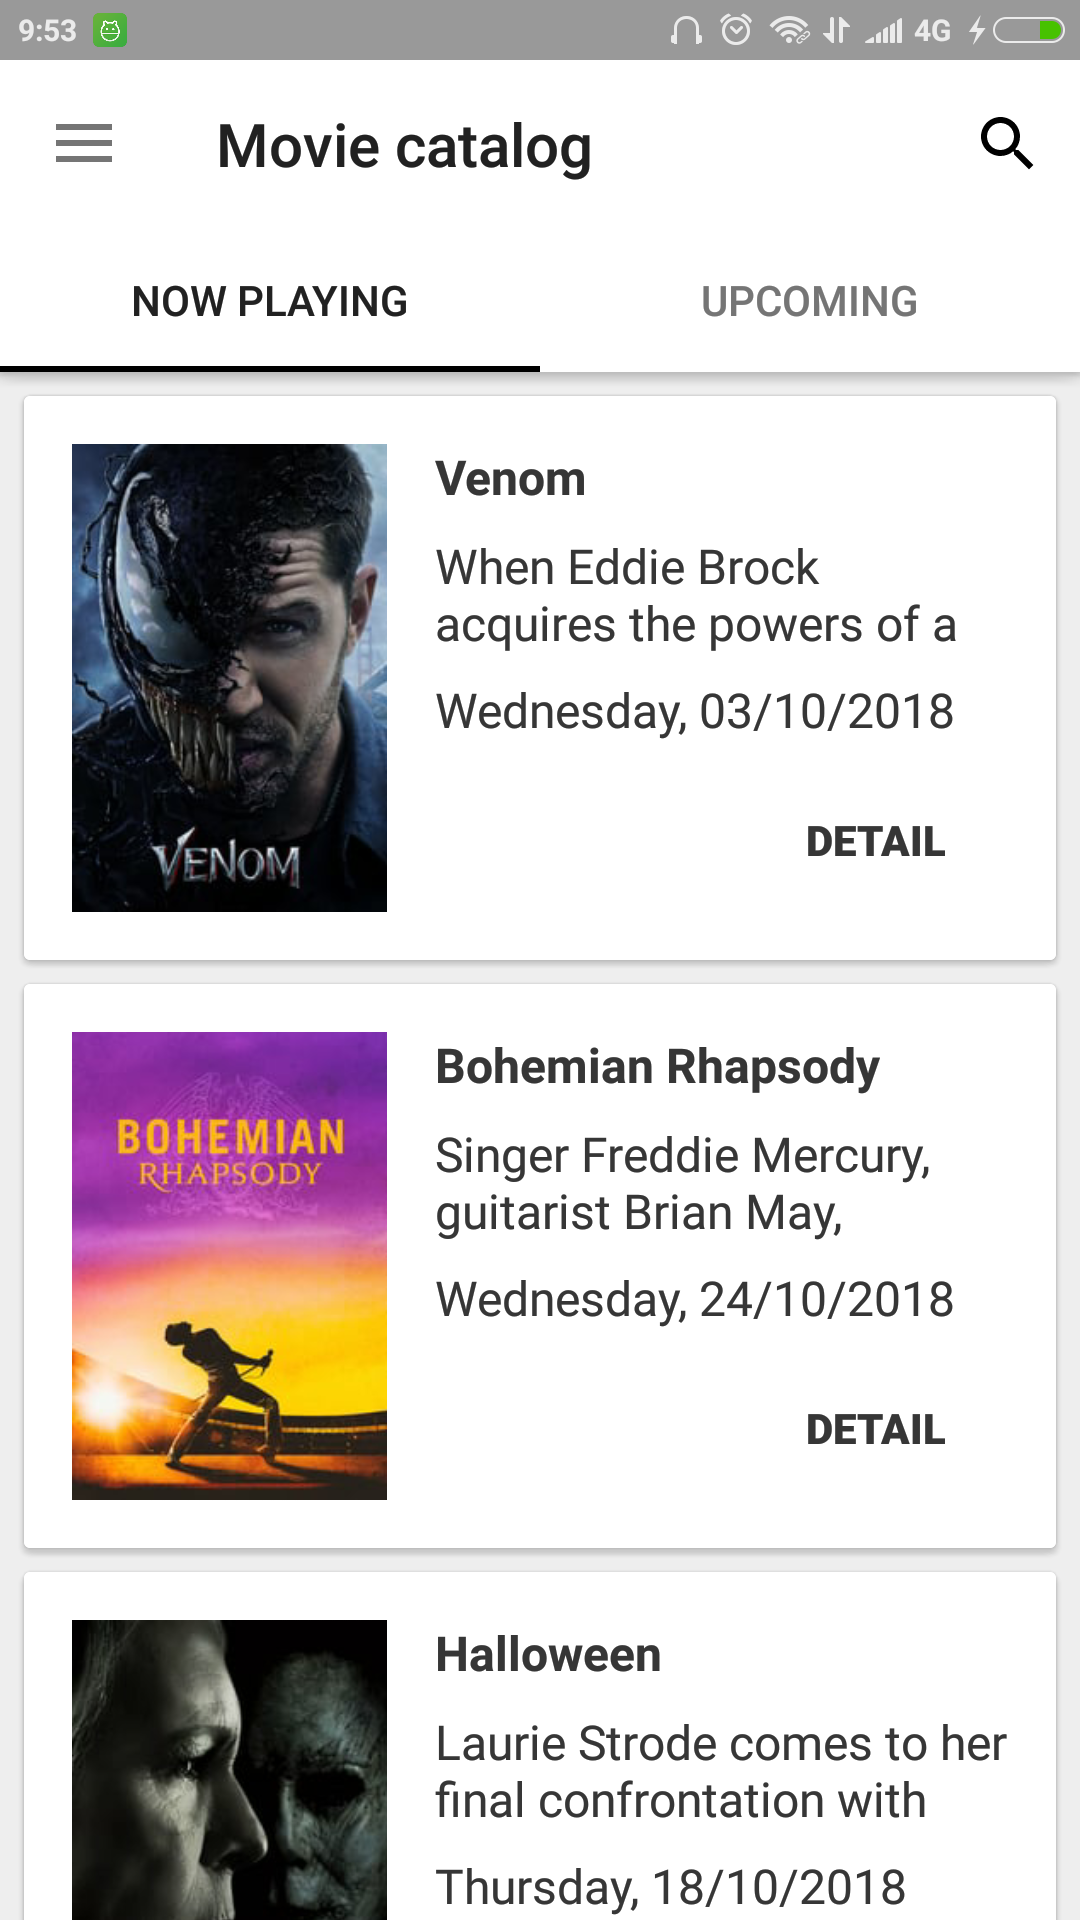 9:53
4G
Movie catalog
NOW PLAYING
UPCOMING
VENOM
Venom
When Eddie Brock
acquires the powers of a
Wednesday, 03/10/2018
DETAIL
BOHEMIAN
RHAPSODY
Bohemian Rhapsody
Singer Freddie Mercury,
guitarist Brian May,
Wednesday, 24/10/2018
DETAIL
Halloween
Laurie Strode comes to her
final confrontation with
Thursday, 18/10/2018